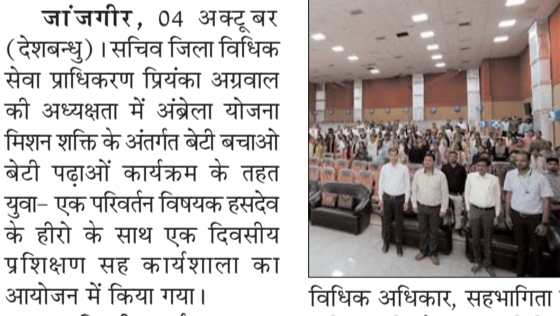 जांजगीर, 04 अक्टूबर
(देशबन्धु)। सचिव जिला विधिक
सेवा प्राधिकरण प्रियंका अग्रवाल
की अध्यक्षता में अंब्रेला योजना
मिशन शक्ति के अंतर्गत बेटी बचाओ
बेटी पढ़ाओं कार्यक्रम के तहत
युवा– एक परिवर्तन विषयक हसदेव
के हीरो के साथ एक दिवसीय
प्रशिक्षण सह कार्यशाला का
आयोजन में किया गया।
विधिक अधिकार, सहभागिता